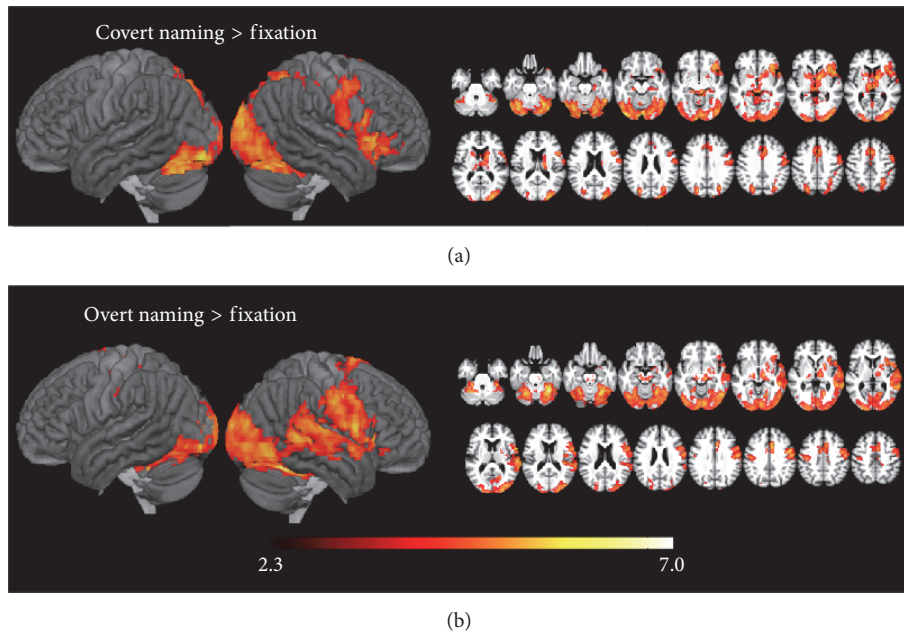 Covert naming > fixation
(a)
Overt naming > fixation
2.3
7.0
(b)